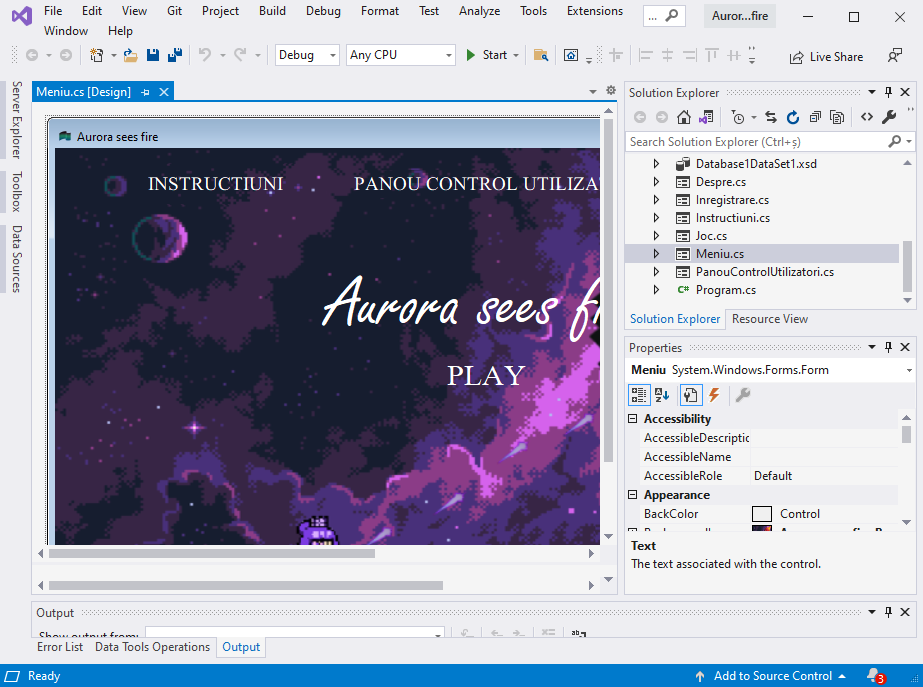 File Edit View Git Project Build Debug Format Test Analyze Tools Extensions ... Auror...fire
Window Help
Debug Any CPU Start Live Share
Server Explorer
Toolbox
Data Sources
Meniu.cs [Design]
Aurora sees fire
INSTRUCTIUNI PANOU CONTROL UTILIZA
Aurora sees fi
PLAY
Solution Explorer
Search Solution Explorer (Ctrl+ş)
Database1DataSet1.xsd
Despre.cs
Inregistrare.cs
Instructiuni.cs
Joc.cs
Meniu.cs
PanouControlUtilizatori.cs
C# Program.cs
Solution Explorer Resource View
Properties
Meniu System.Windows.Forms.Form
Accessibility
AccessibleDescriptic
AccessibleName
AccessibleRole Default
Appearance
BackColor Control
Text
The text associated with the control.
Output
Show output from:
Error List Data Tools Operations Output
Ready Add to Source Control 3